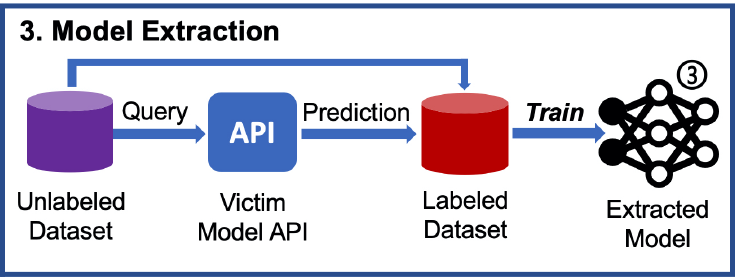 3. Model Extraction
③
Query
API
Prediction
Train
Unlabeled
Dataset
Victim
Model API
Labeled
Dataset
Extracted
Model